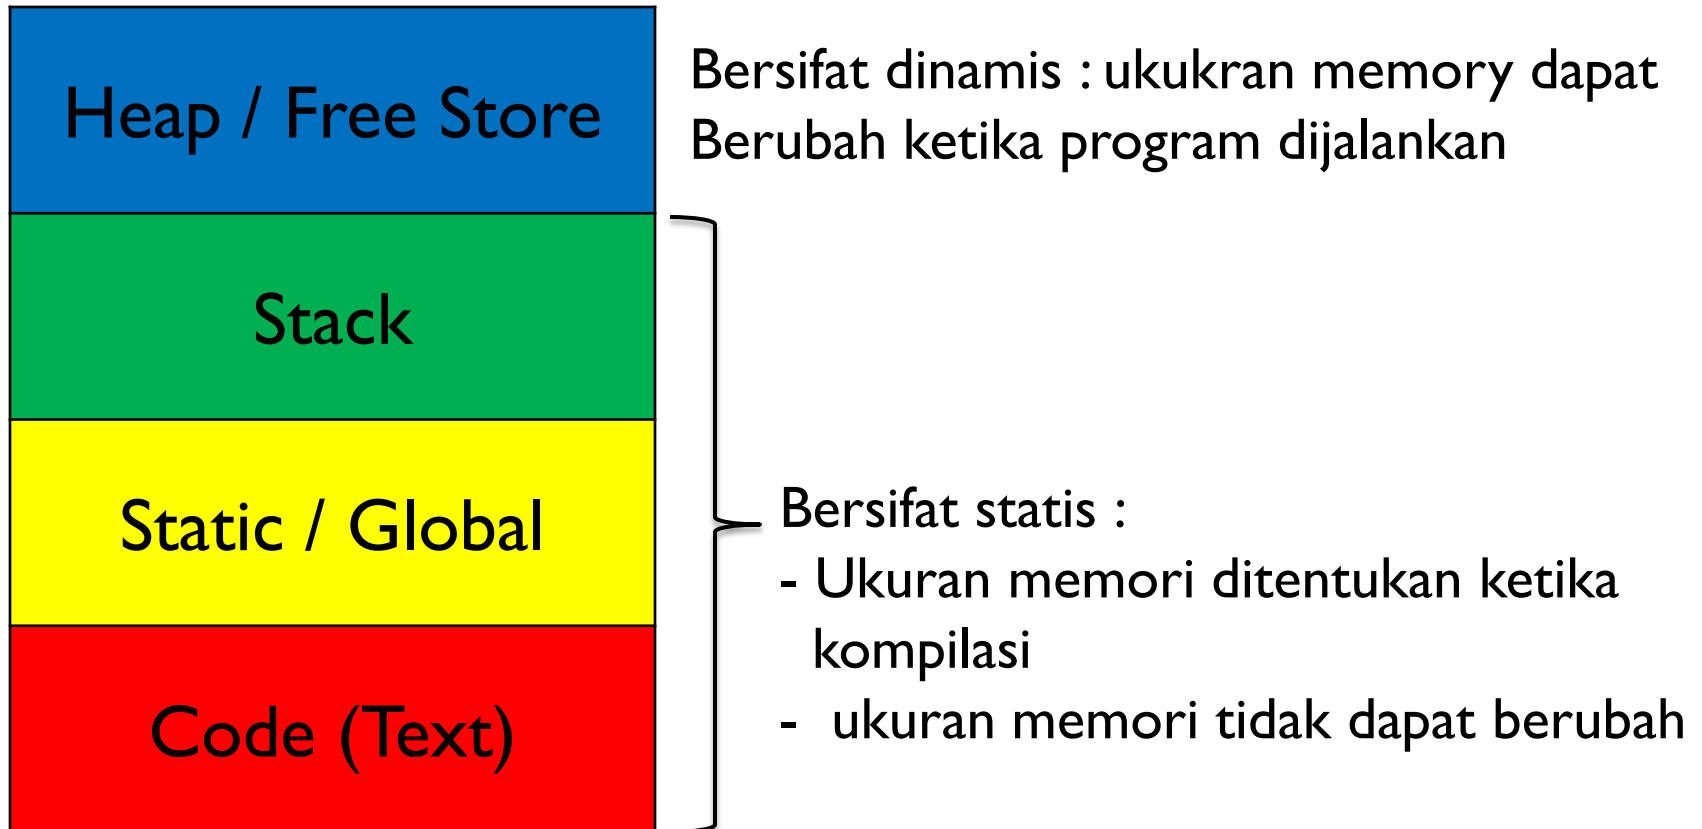 Heap / Free Store
Bersifat dinamis : ukukran memory dapat
Berubah ketika program dijalankan
Stack
Static / Global
Bersifat statis :
- Ukuran memori ditentukan ketika
kompilasi
- ukuran memori tidak dapat berubah
Code (Text)